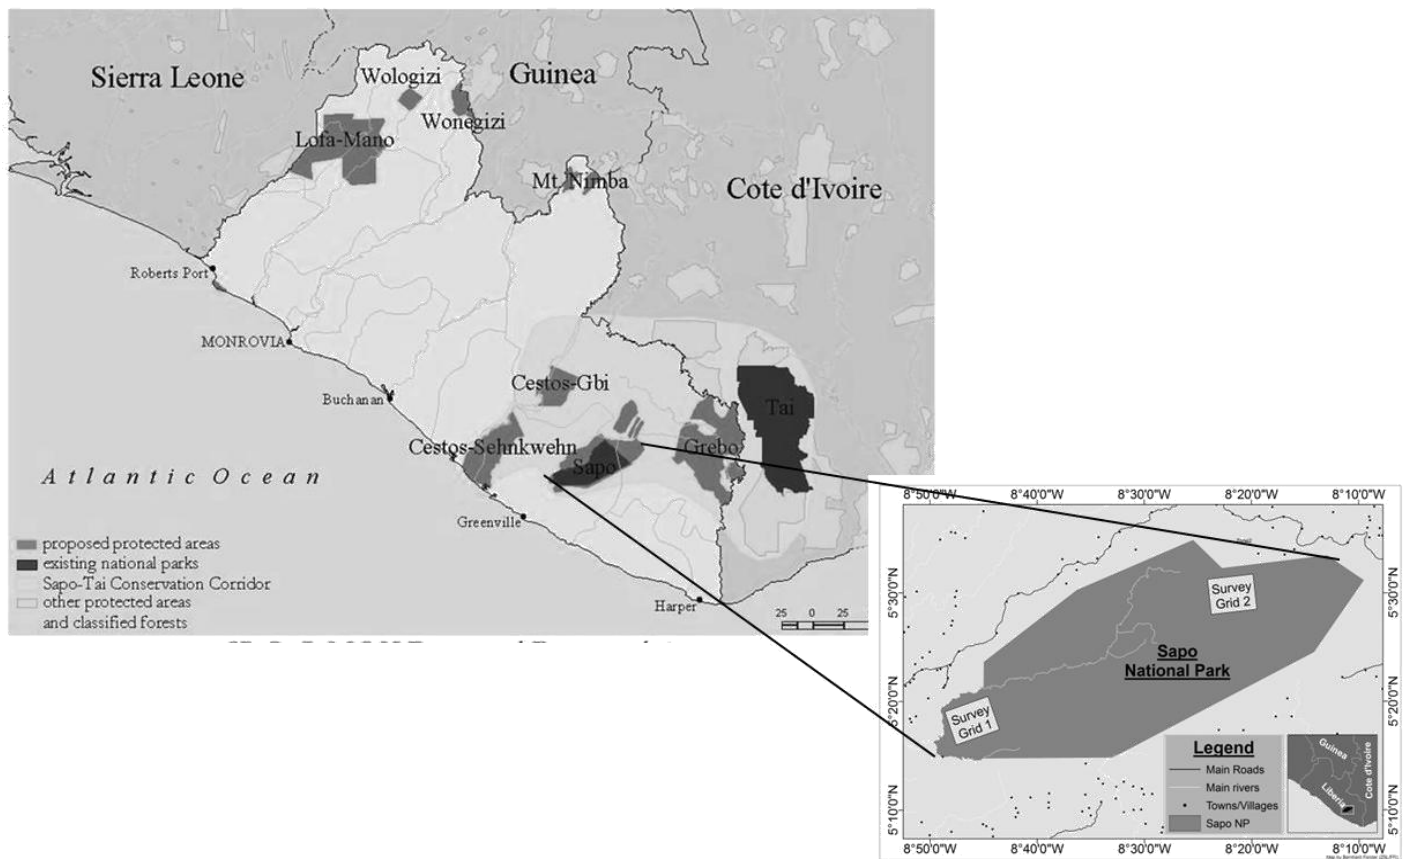 Sierra Leone
Guinea
Wologizi
Wonegizi
Lofa-Mano
Mt. Nimba
Cote d'Ivoire
Roberts Port
MONROVIA
Buchanan
Cestos-Gbi
Tai
Cestos-Sehnkwehn
Grebo
Sapo
Atlantic Ocean
Greenville
Harper
proposed protected areas
existing national parks
Sapo-Tai Conservation Corridor
other protected areas
and classified forests
25 0 25
8°50'0"W 8°40'0"W 8°30'0"W 8°20'0"W 8°10'0"W
5°30'0"N 5°30'0"N
5°20'0"N 5°20'0"N
5°10'0"N 5°10'0"N
Survey
Grid 2
Sapo
National Park
Survey
Grid 1
Legend
Main Roads
Main rivers
Towns/Villages
Sapo NP
Guinea
Cote d'Ivoire
Liberia
8°50'0"W 8°40'0"W 8°30'0"W 8°20'0"W 8°10'0"W